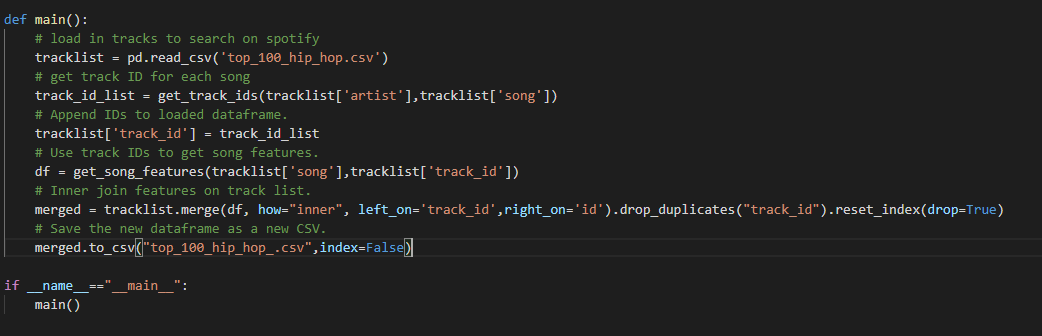 def main():
    # load in tracks to search on spotify
    tracklist = pd.read_csv('top_100_hip_hop.csv')
    # get track ID for each song
    track_id_list = get_track_ids(tracklist['artist'],tracklist['song'])
    # Append IDs to loaded dataframe.
    tracklist['track_id'] = track_id_list
    # Use track IDs to get song features.
    df = get_song_features(tracklist['song'],tracklist['track_id'])
    # Inner join features on track list.
    merged = tracklist.merge(df, how="inner", left_on='track_id',right_on='id').drop_duplicates("track_id").reset_index(drop=True)
    # Save the new dataframe as a new CSV.
    merged.to_csv("top_100_hip_hop_.csv",index=False)

if __name__=="__main__":
    main()